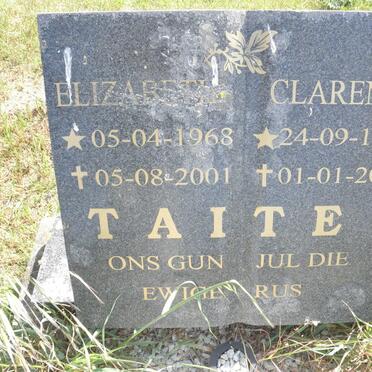 ELIZABETH CLAREN
★ 05-04-1968 ★ 24-09-1
✝ 05-08-2001 ✝ 01-01-20
TAITE
ONS GUN JUL DIE
EWIGE RUS